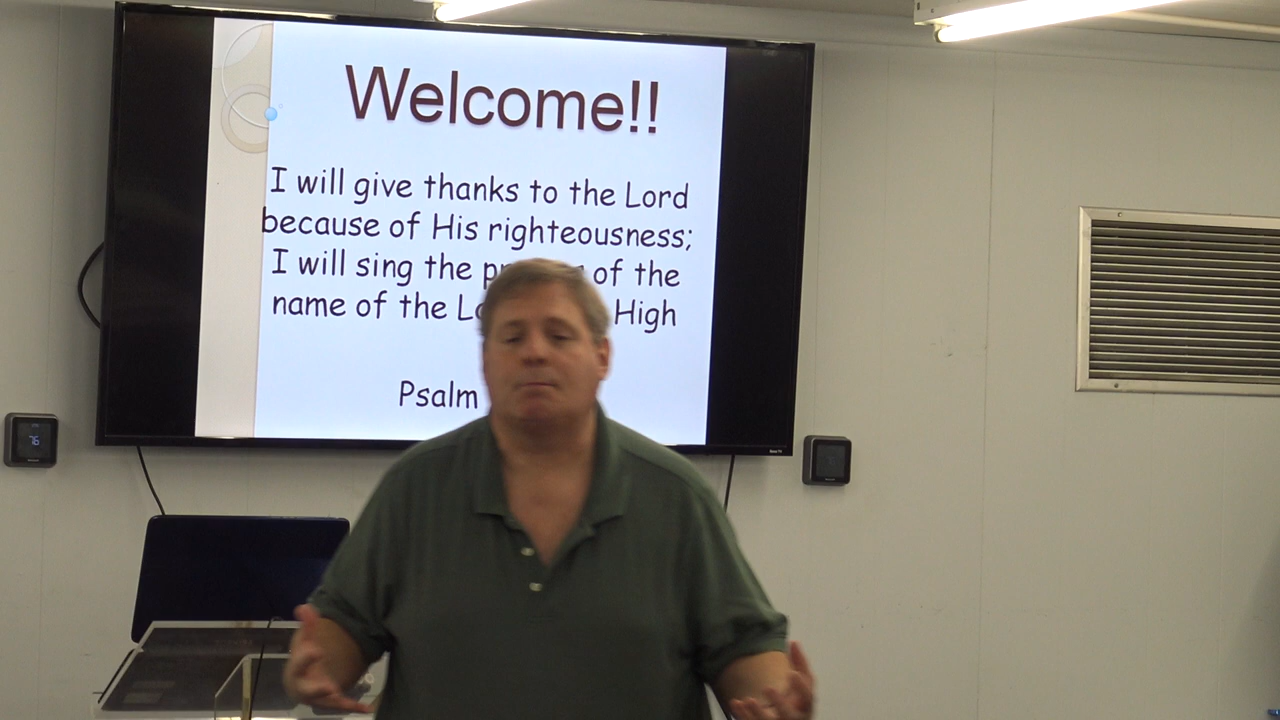 Welcome!!
I will give thanks to the Lord
because of His righteousness;
I will sing the of the
name of the High
Psalm
76